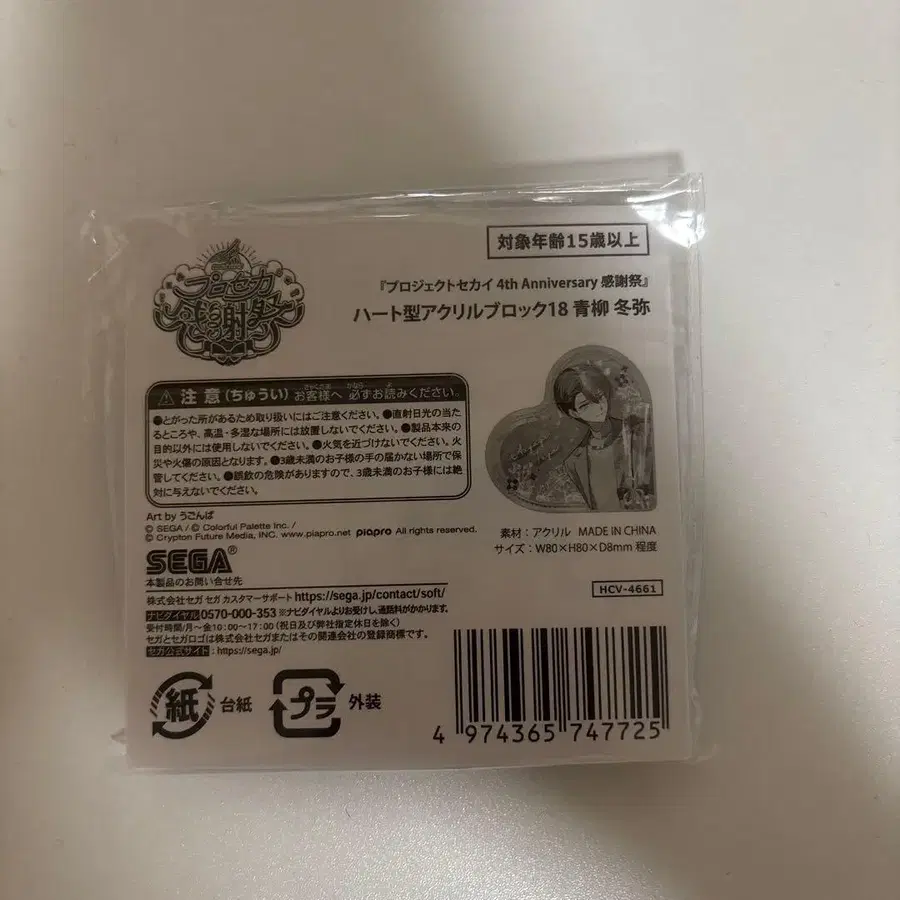 対象年齢15歳以上
プロセカ
感謝祭
『プロジェクトセカイ 4th Anniversary 感謝祭』
ハート型アクリルブロック18 青柳 冬弥
注意(ちゅうい) お客様へ 必ずお読みください。
●とがった所があるため取り扱いにはご注意ください。●直射日光の当た
るところや、高温・多湿な場所には放置しないでください。●製品本来の
目的以外には使用しないでください。●火気を近づけないでください。火
災や火傷の原因となります。●3歳未満のお子様の手の届かない場所で保
管してください。●誤飲の危険がありますので、3歳未満のお子様には絶
対に与えないでください。
Art by うごんば
© SEGA / © Colorful Palette Inc. /
© Crypton Future Media, INC. www.piapro.net piapro All rights reserved.
素材：アクリル MADE IN CHINA
サイズ：W80×H80×D8mm 程度
SEGA®
本製品のお問い合せ先
株式会社セガ セガ カスタマーサポート https://sega.jp/contact/soft/
ナビダイヤル 0570-000-353 ※ナビダイヤルよりお受けし、通話料がかかります。
受付時間/月〜金10:00〜17:00（祝日及び弊社指定休日を除く）
セガとセガロゴは株式会社セガまたはその関連会社の登録商標です。
セガ公式サイト：https://sega.jp/
HCV-4661
紙 台紙
プラ 外装
4 974365 747725